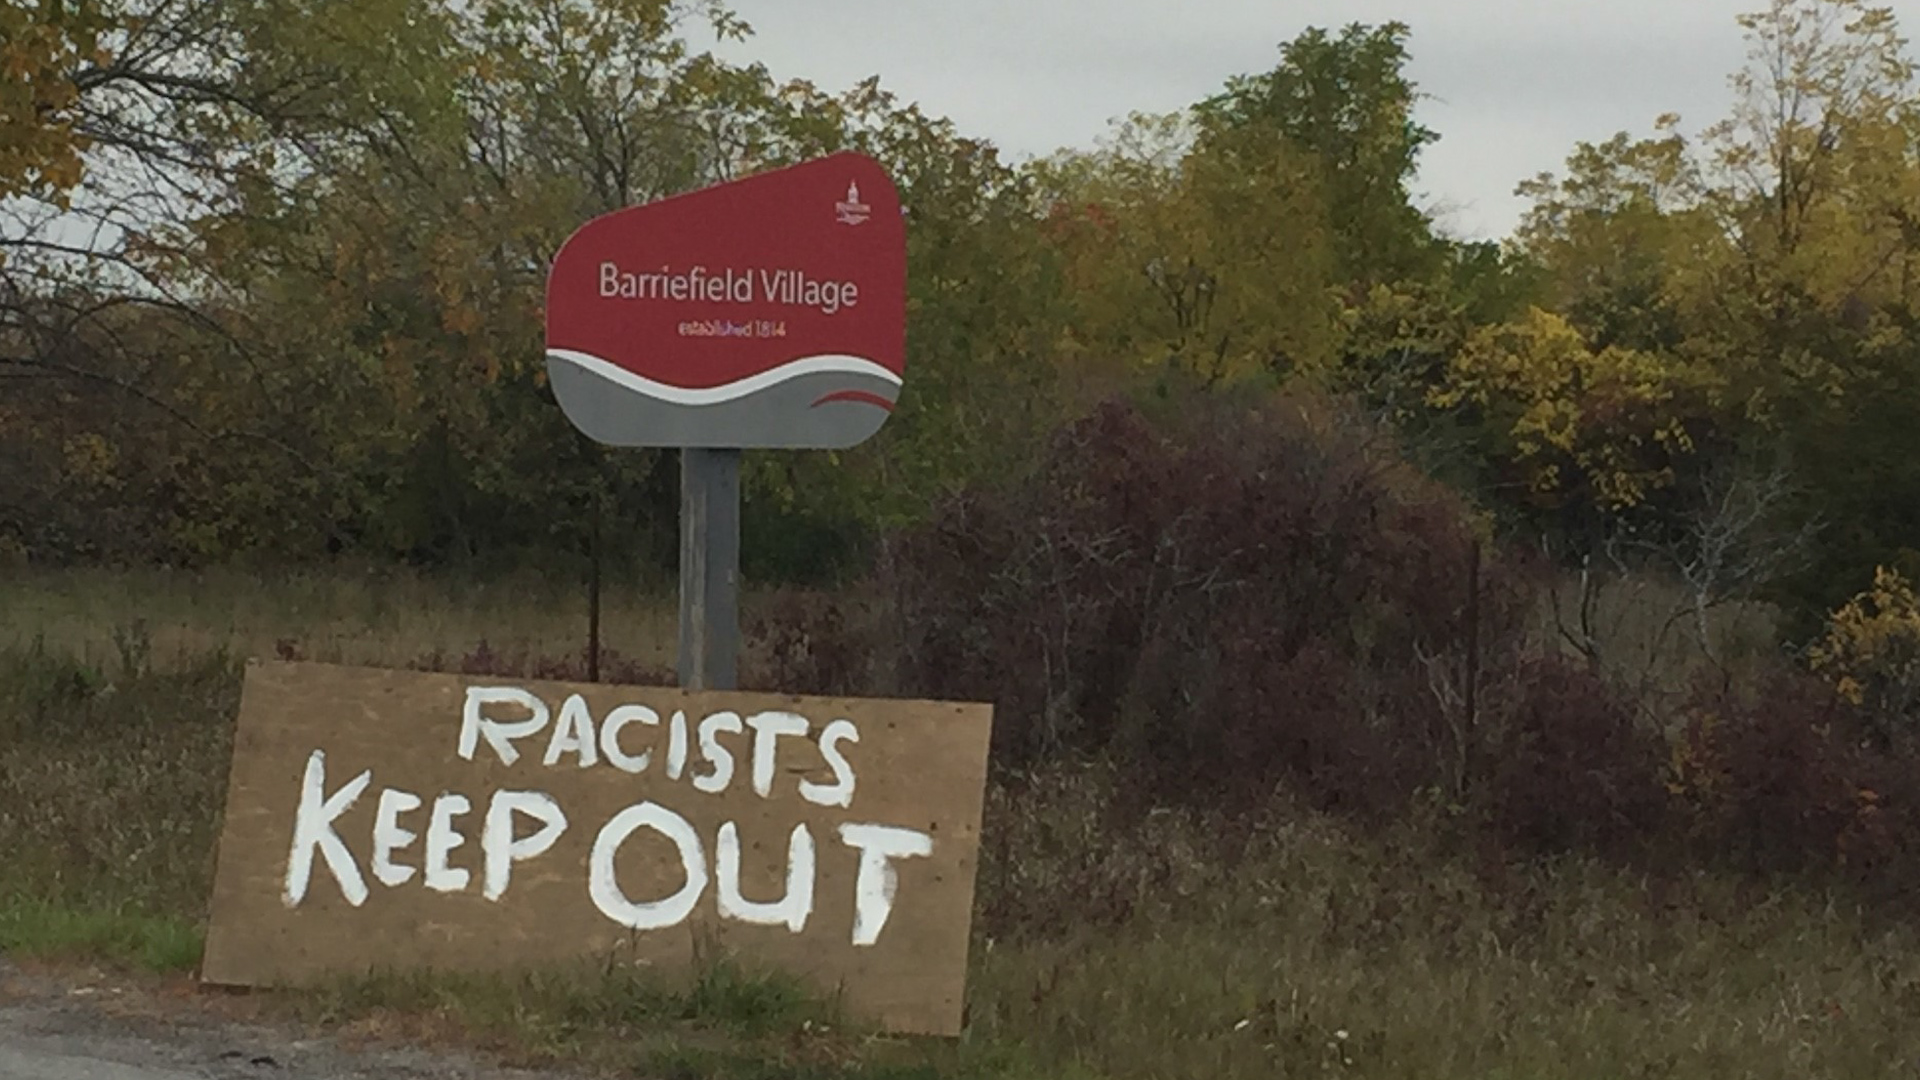 Barriefield Village
established 1814
RACISTS
KEEP OUT